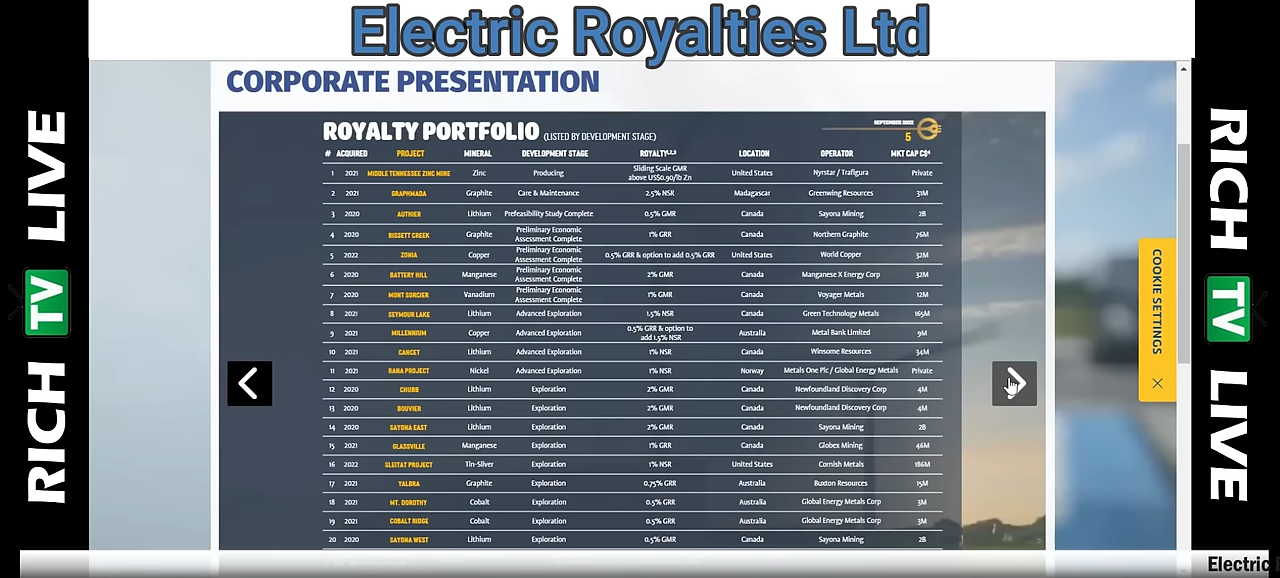 Electric Royalties Ltd
CORPORATE PRESENTATION
ROYALTY PORTFOLIO (LISTED BY DEVELOPMENT STAGE)
SEPTEMBER 2022
5
# ACQUIRED PROJECT MINERAL DEVELOPMENT STAGE ROYALTY LOCATION OPERATOR MKT CAP C$
1 2021 MIDDLE TENNESSEE ZINC MINE Zinc Producing Sliding Scale GMR above US$0.90/lb Zn United States Nyrstar / Trafigura Private
2 2021 GRAPHMADA Graphite Care & Maintenance 2.5% NSR Madagascar Greenwing Resources 31M
3 2020 AUTHIER Lithium Prefeasibility Study Complete 0.5% GMR Canada Sayona Mining 2B
4 2020 BISSETT CREEK Graphite Preliminary Economic Assessment Complete 1% GRR Canada Northern Graphite 76M
5 2022 ZONIA Copper Preliminary Economic Assessment Complete 0.5% GRR & option to add 0.5% GRR United States World Copper 32M
6 2020 BATTERY HILL Manganese Preliminary Economic Assessment Complete 2% GMR Canada Manganese X Energy Corp 32M
7 2020 MONT SORCIER Vanadium Preliminary Economic Assessment Complete 1% GMR Canada Voyager Metals 12M
8 2021 SEYMOUR LAKE Lithium Advanced Exploration 1.5% NSR Canada Green Technology Metals 165M
9 2021 MILLENNIUM Copper Advanced Exploration 0.5% GRR & option to add 1.5% NSR Australia Metal Bank Limited 9M
10 2021 CANCET Lithium Advanced Exploration 1% NSR Canada Winsome Resources 34M
11 2021 RANA PROJECT Nickel Advanced Exploration 1% NSR Norway Metals One Plc / Global Energy Metals Private
12 2020 CHUBB Lithium Exploration 2% GMR Canada Newfoundland Discovery Corp 4M
13 2020 BOUVIER Lithium Exploration 2% GMR Canada Newfoundland Discovery Corp 4M
14 2020 SAYONA EAST Lithium Exploration 2% GMR Canada Sayona Mining 2B
15 2021 GLASSVILLE Manganese Exploration 1% GRR Canada Globex Mining 46M
16 2022 SLEITAT PROJECT Tin-Silver Exploration 1% NSR United States Cornish Metals 186M
17 2021 YALBRA Graphite Exploration 0.75% GRR Australia Buxton Resources 15M
18 2021 MT. DOROTHY Cobalt Exploration 0.5% GRR Australia Global Energy Metals Corp 3M
19 2021 COBALT RIDGE Cobalt Exploration 0.5% GRR Australia Global Energy Metals Corp 3M
20 2020 SAYONA WEST Lithium Exploration 0.5% GMR Canada Sayona Mining 2B
COOKIE SETTINGS
RICH TV LIVE
RICH TV LIVE
Electric